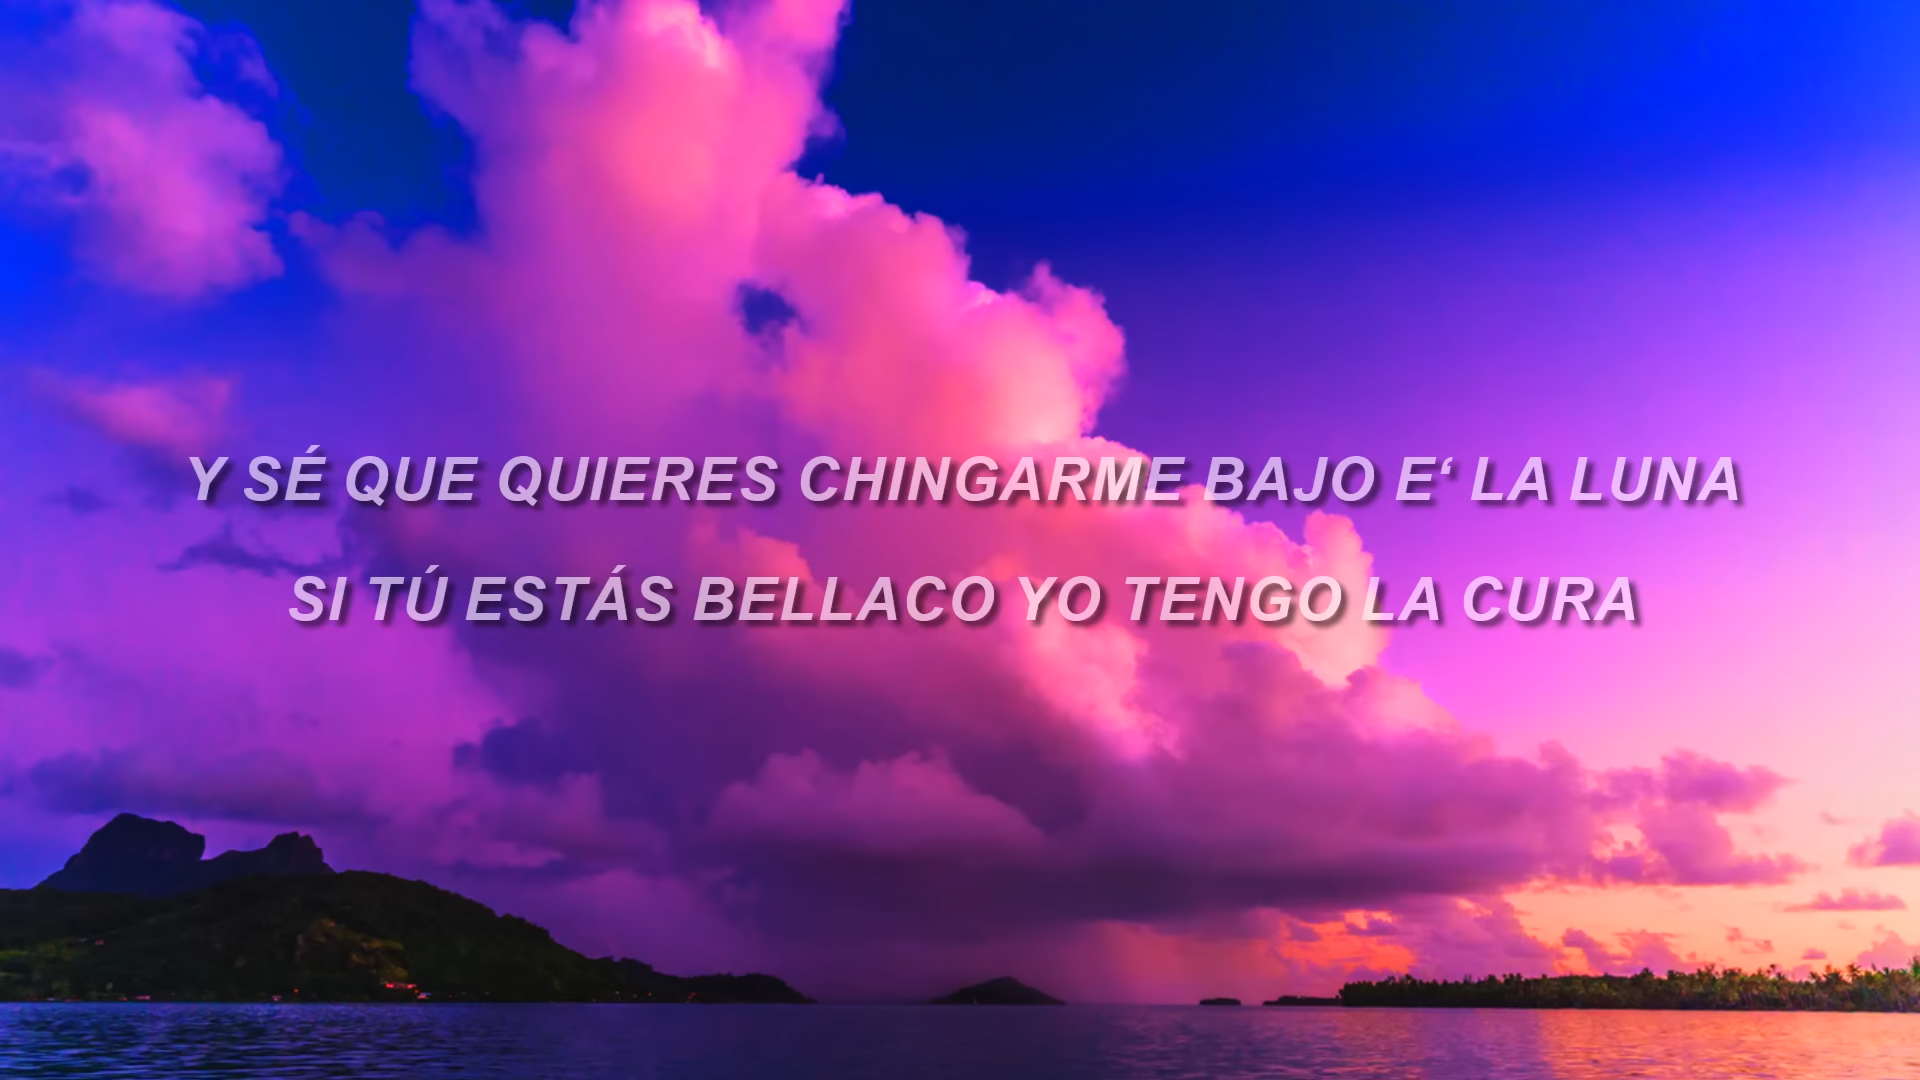 Y SÉ QUE QUIERES CHINGARME BAJO E‘ LA LUNA
SI TÚ ESTÁS BELLACO YO TENGO LA CURA